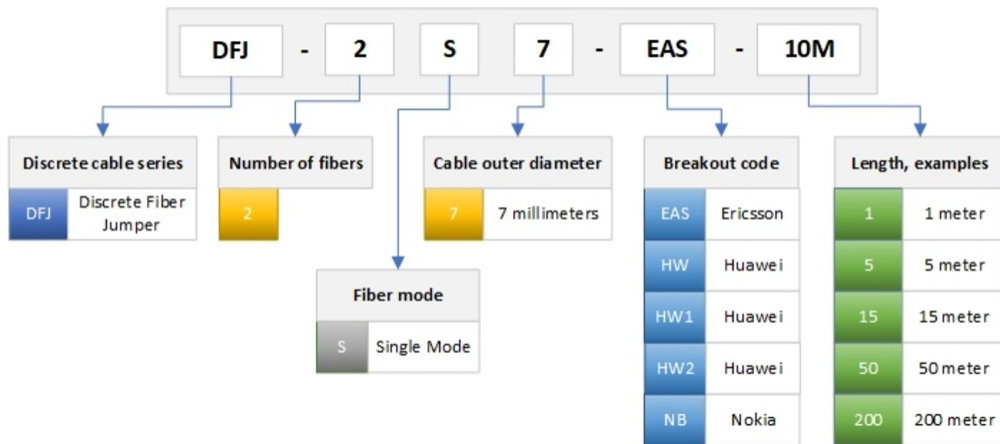 DFJ - 2 S 7 - EAS - 10M
Discrete cable series
DFJ Discrete Fiber
Jumper
Number of fibers
2
Fiber mode
S Single Mode
Cable outer diameter
7 7 millimeters
Breakout code
EAS Ericsson
HW Huawei
HW1 Huawei
HW2 Huawei
NB Nokia
Length, examples
1 1 meter
5 5 meter
15 15 meter
50 50 meter
200 200 meter